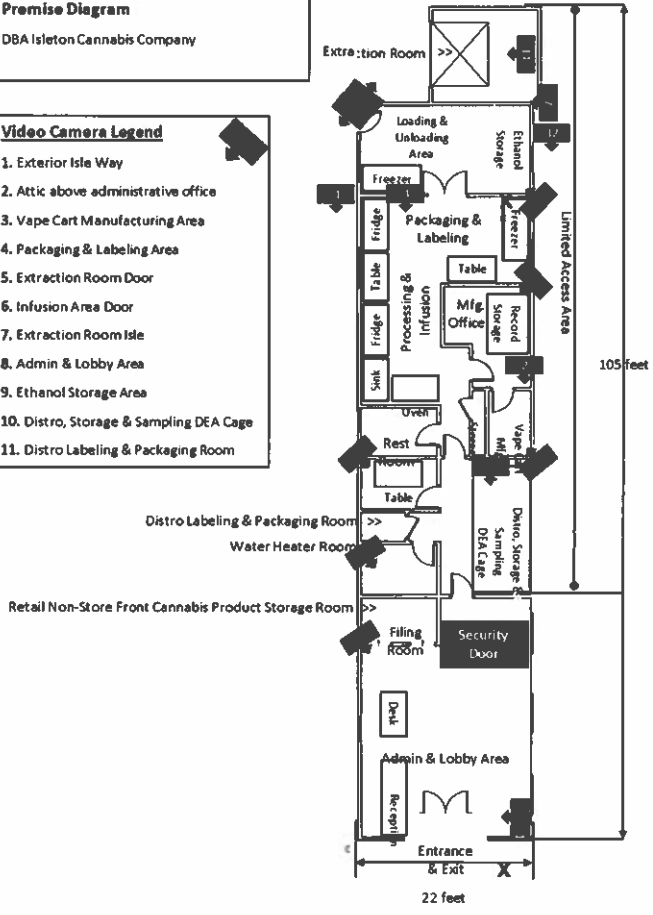 Premise Diagram
DBA Isleton Cannabis Company
Video Camera Legend
1. Exterior Isle Way
2. Attic above administrative office
3. Vape Cart Manufacturing Area
4. Packaging & Labeling Area
5. Extraction Room Door
6. Infusion Area Door
7. Extraction Room Isle
8. Admin & Lobby Area
9. Ethanol Storage Area
10. Distro, Storage & Sampling DEA Cage
11. Distro Labeling & Packaging Room
Extraction Room >>
Loading &
Unloading
Area
Ethanol
Storage
Freezer
Fridge
Packaging &
Labeling
Freezer
Table
Table
Processing &
Infusion
Fridge
Mfg
Office
Record
Storage
Sink
Oven
Rest
Room
Vape
Table
Distro, Storage &
Sampling
DEA Cage
Limited Access Area
105 feet
Distro Labeling & Packaging Room >>
Water Heater Room
Retail Non-Store Front Cannabis Product Storage Room >>
Filing
Room
Security
Door
Desk
Admin & Lobby Area
Reception
Entrance
& Exit
X
22 feet